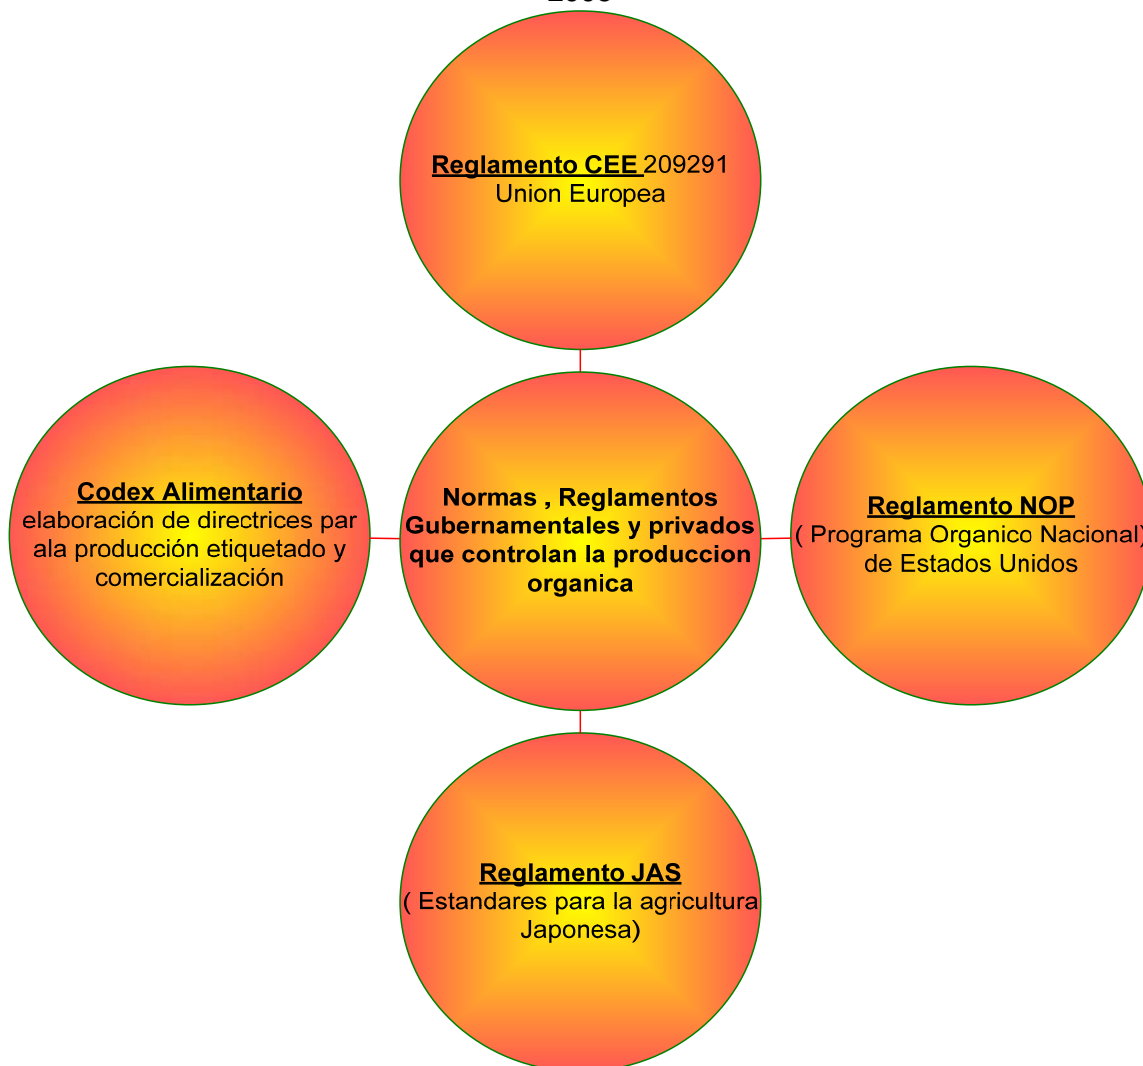 Reglamento CEE 209291
Union Europea
Codex Alimentario
elaboración de directrices par
ala producción etiquetado y
comercialización
Normas , Reglamentos
Gubernamentales y privados
que controlan la produccion
organica
Reglamento NOP
( Programa Organico Nacional)
de Estados Unidos
Reglamento JAS
( Estandares para la agricultura
Japonesa)